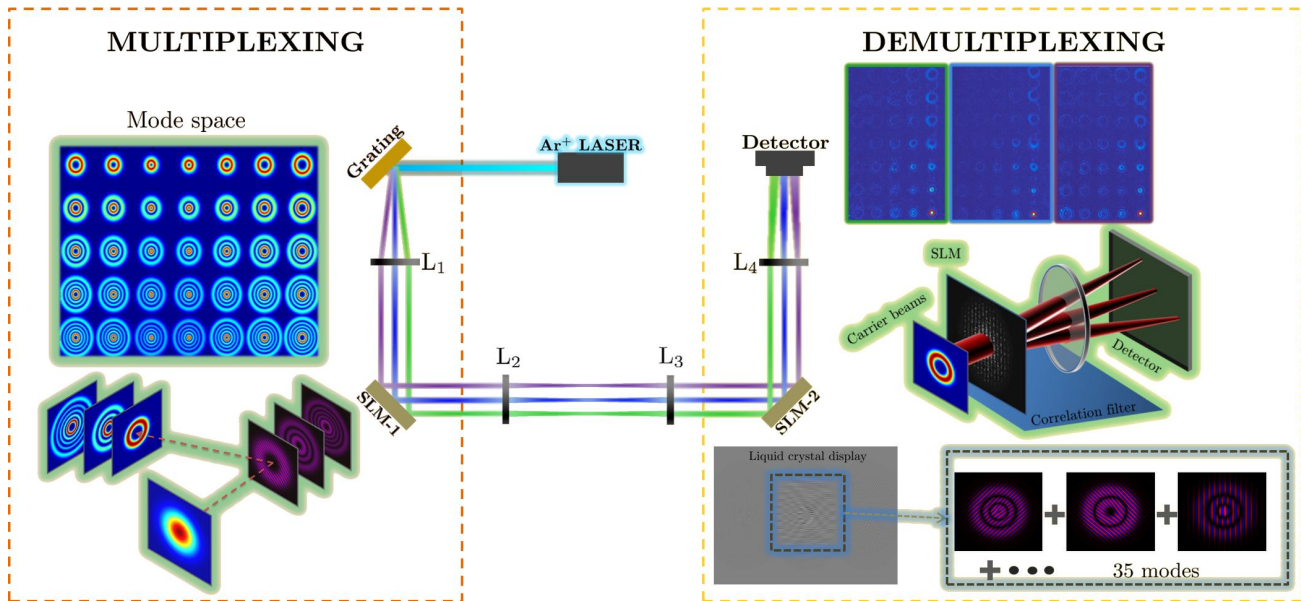 MULTIPLEXING
Mode space
Grating
Ar⁺ LASER
L₁
SLM-1
L₂
L₃
DEMULTIPLEXING
Detector
L₄
SLM-2
SLM
Carrier beams
Detector
Correlation filter
Liquid crystal display
+ +
+ ••• 35 modes